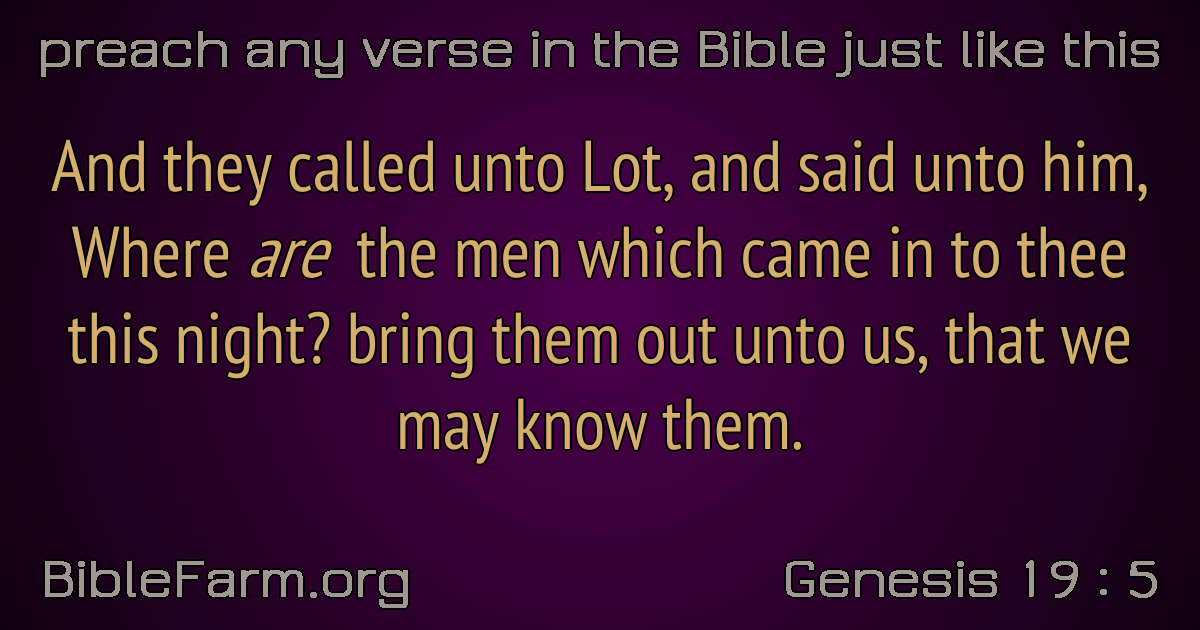 preach any verse in the Bible just like this
And they called unto Lot, and said unto him,
Where are the men which came in to thee
this night? bring them out unto us, that we
may know them.
BibleFarm.org
Genesis 19 : 5